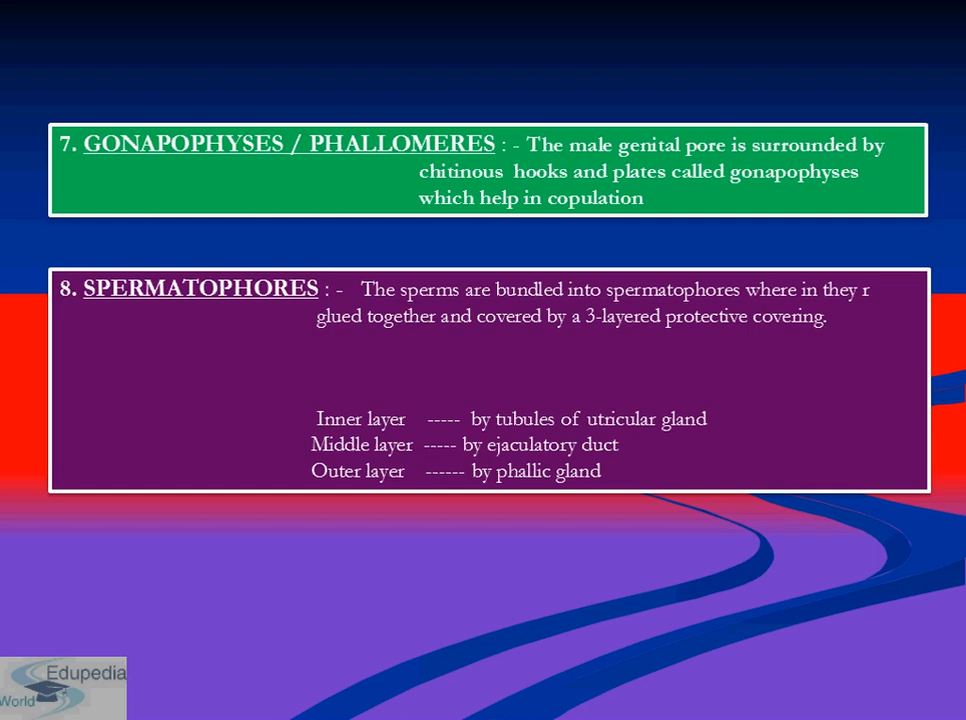 7. GONAPOPHYSES / PHALLOMERES : - The male genital pore is surrounded by
chitinous hooks and plates called gonapophyses
which help in copulation
8. SPERMATOPHORES : - The sperms are bundled into spermatophores where in they r
glued together and covered by a 3-layered protective covering.
Inner layer ----- by tubules of utricular gland
Middle layer ----- by ejaculatory duct
Outer layer ------ by phallic gland
Edupedia
World